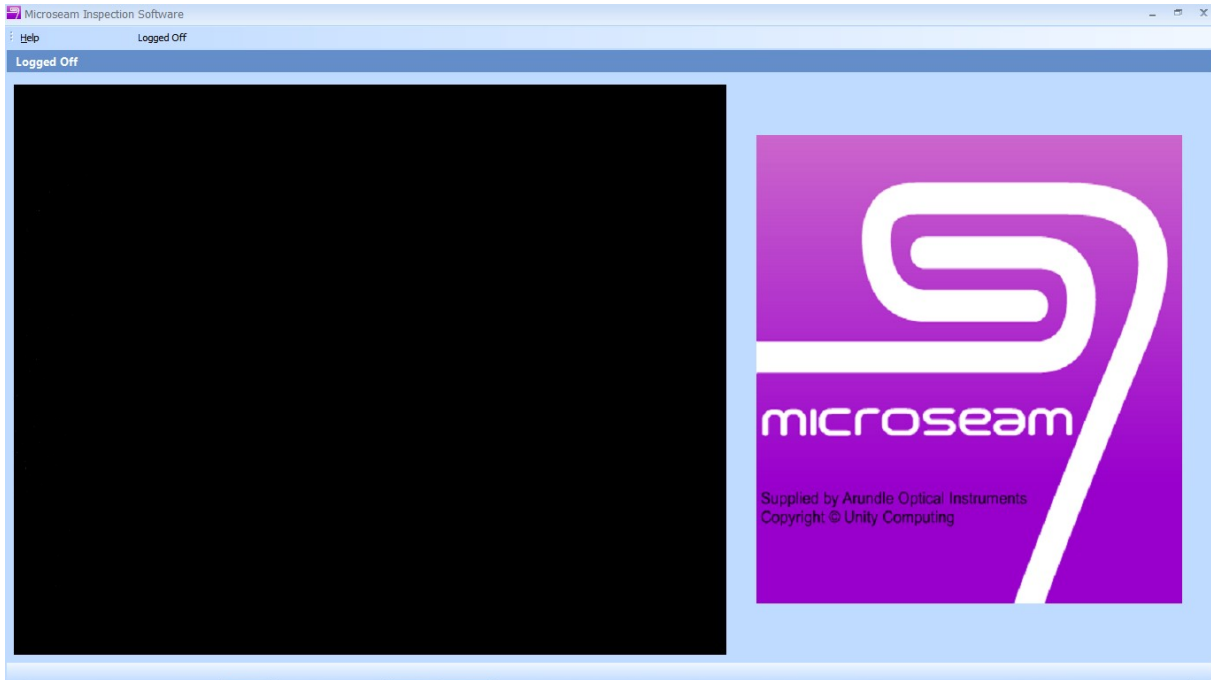 Microseam Inspection Software
Help Logged Off
Logged Off
microseam
Supplied by Arundle Optical Instruments
Copyright © Unity Computing